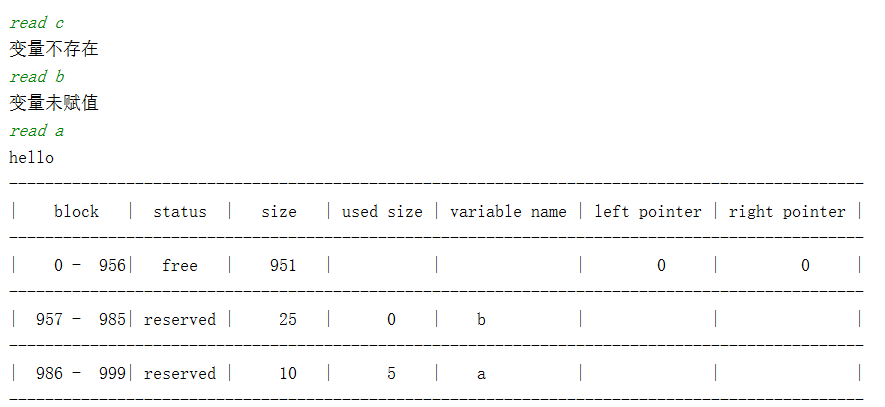 read c
变量不存在
read b
变量未赋值
read a
hello
------------------------------------------------------------------------------------------------
| block | status | size | used size | variable name | left pointer | right pointer |
------------------------------------------------------------------------------------------------
| 0 - 956| free | 951 | | | 0 | 0 |
------------------------------------------------------------------------------------------------
| 957 - 985| reserved | 25 | 0 | b | | |
------------------------------------------------------------------------------------------------
| 986 - 999| reserved | 10 | 5 | a | | |
------------------------------------------------------------------------------------------------